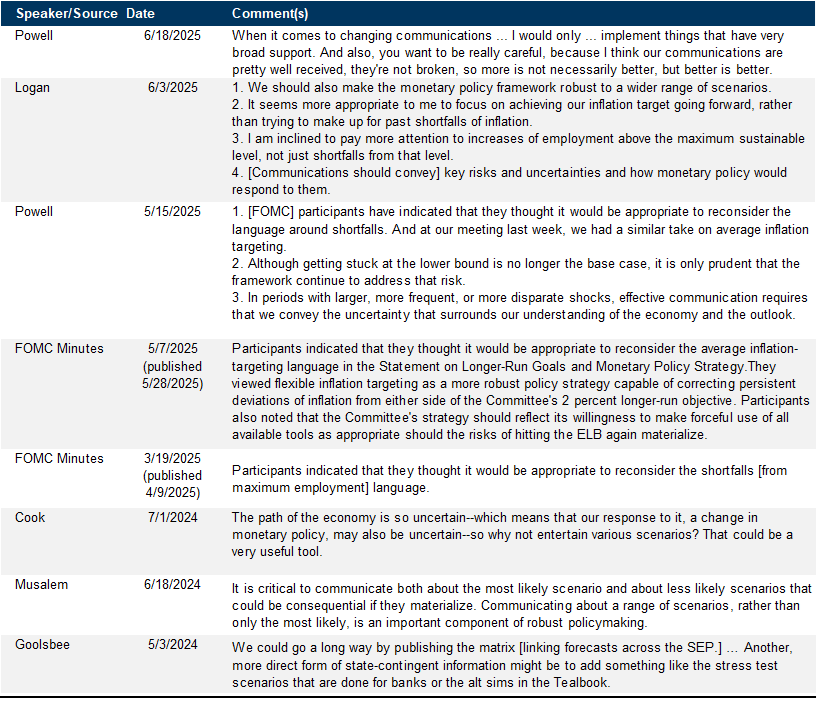 Speaker/Source Date Comment(s)
Powell 6/18/2025 When it comes to changing communications ... I would only ... implement things that have very
broad support. And also, you want to be really careful, because I think our communications are
pretty well received, they're not broken, so more is not necessarily better, but better is better.
Logan 6/3/2025 1. We should also make the monetary policy framework robust to a wider range of scenarios.
2. It seems more appropriate to me to focus on achieving our inflation target going forward, rather
than trying to make up for past shortfalls of inflation.
3. I am inclined to pay more attention to increases of employment above the maximum sustainable
level, not just shortfalls from that level.
4. [Communications should convey] key risks and uncertainties and how monetary policy would
respond to them.
Powell 5/15/2025 1. [FOMC] participants have indicated that they thought it would be appropriate to reconsider the
language around shortfalls. And at our meeting last week, we had a similar take on average inflation
targeting.
2. Although getting stuck at the lower bound is no longer the base case, it is only prudent that the
framework continue to address that risk.
3. In periods with larger, more frequent, or more disparate shocks, effective communication requires
that we convey the uncertainty that surrounds our understanding of the economy and the outlook.
FOMC Minutes 5/7/2025 Participants indicated that they thought it would be appropriate to reconsider the average inflation-
(published targeting language in the Statement on Longer-Run Goals and Monetary Policy Strategy.They
5/28/2025) viewed flexible inflation targeting as a more robust policy strategy capable of correcting persistent
deviations of inflation from either side of the Committee's 2 percent longer-run objective. Participants
also noted that the Committee's strategy should reflect its willingness to make forceful use of all
available tools as appropriate should the risks of hitting the ELB again materialize.
FOMC Minutes 3/19/2025
(published Participants indicated that they thought it would be appropriate to reconsider the shortfalls [from
4/9/2025) maximum employment] language.
Cook 7/1/2024 The path of the economy is so uncertain--which means that our response to it, a change in
monetary policy, may also be uncertain--so why not entertain various scenarios? That could be a
very useful tool.
Musalem 6/18/2024 It is critical to communicate both about the most likely scenario and about less likely scenarios that
could be consequential if they materialize. Communicating about a range of scenarios, rather than
only the most likely, is an important component of robust policymaking.
Goolsbee 5/3/2024 We could go a long way by publishing the matrix [linking forecasts across the SEP.] ... Another,
more direct form of state-contingent information might be to add something like the stress test
scenarios that are done for banks or the alt sims in the Tealbook.